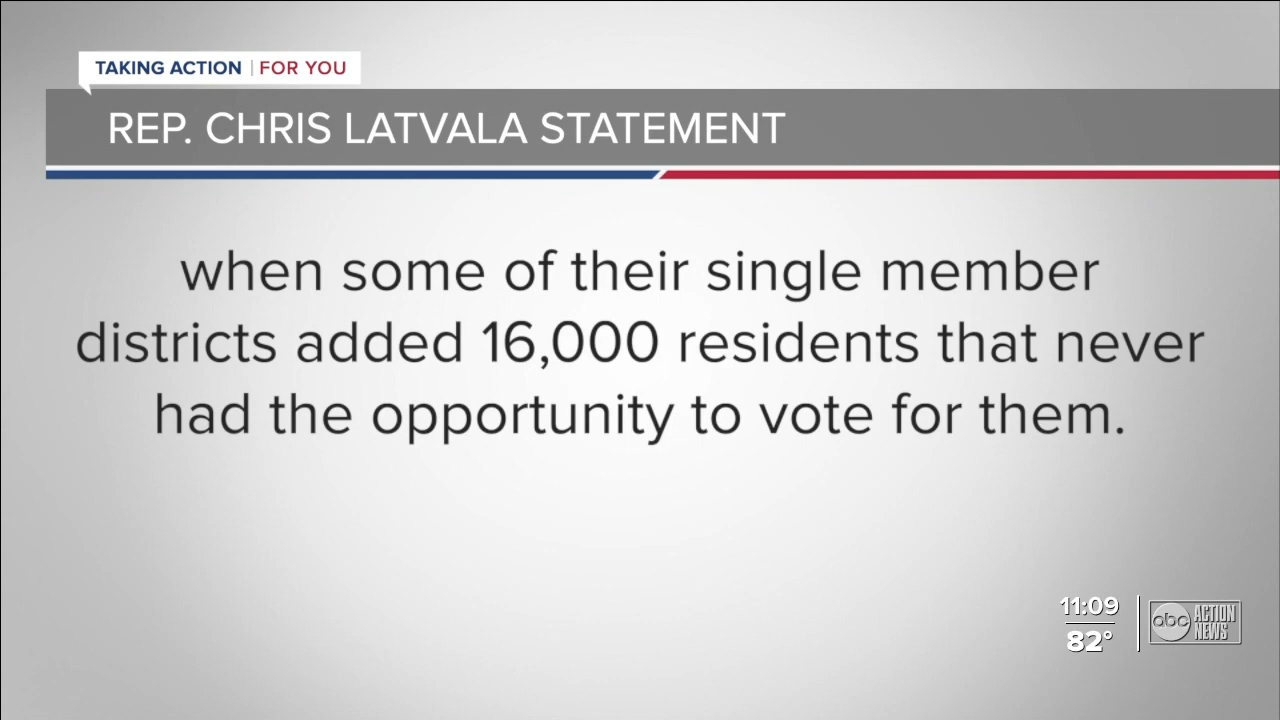 TAKING ACTION | FOR YOU
REP. CHRIS LATVALA STATEMENT
when some of their single member
districts added 16,000 residents that never
had the opportunity to vote for them.
11:09
82°
abc ACTION
NEWS